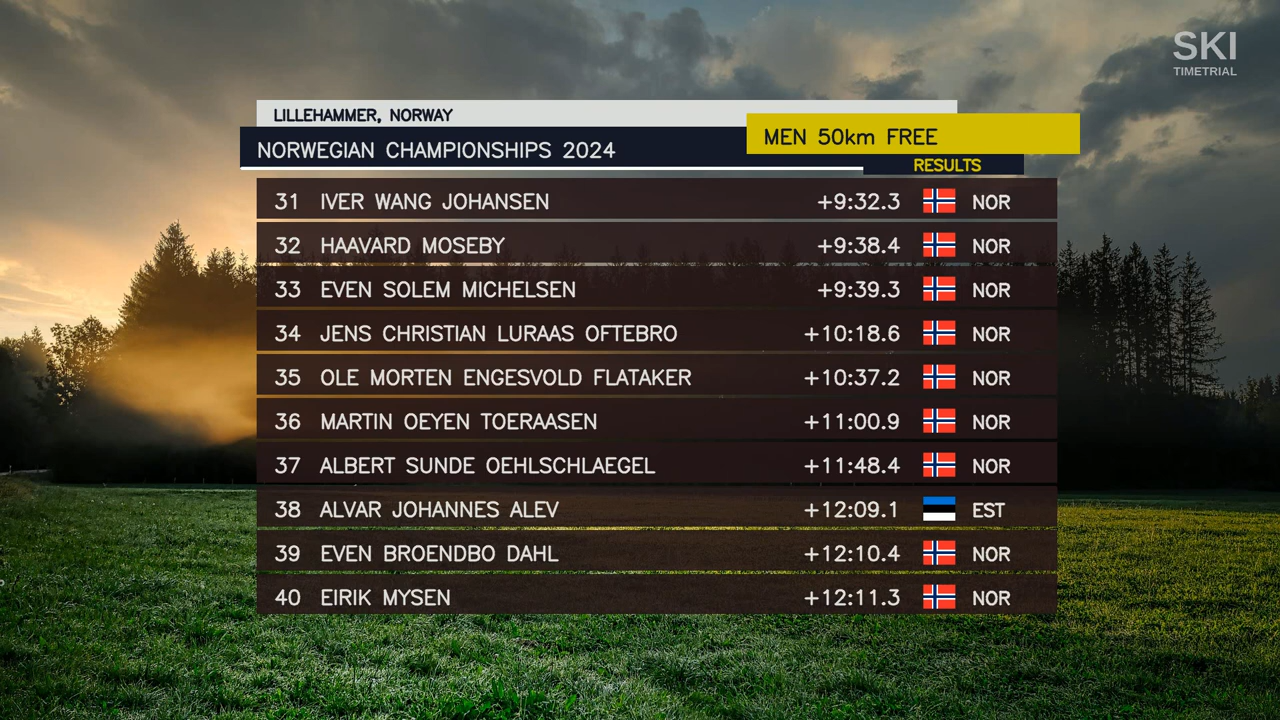 SKI
TIMETRIAL
LILLEHAMMER, NORWAY
NORWEGIAN CHAMPIONSHIPS 2024
MEN 50km FREE
RESULTS
31 IVER WANG JOHANSEN +9:32.3 NOR
32 HAAVARD MOSEBY +9:38.4 NOR
33 EVEN SOLEM MICHELSEN +9:39.3 NOR
34 JENS CHRISTIAN LURAAS OFTEBRO +10:18.6 NOR
35 OLE MORTEN ENGESVOLD FLATAKER +10:37.2 NOR
36 MARTIN OEYEN TOERAASEN +11:00.9 NOR
37 ALBERT SUNDE OEHLSCHLAEGEL +11:48.4 NOR
38 ALVAR JOHANNES ALEV +12:09.1 EST
39 EVEN BROENDBO DAHL +12:10.4 NOR
40 EIRIK MYSEN +12:11.3 NOR